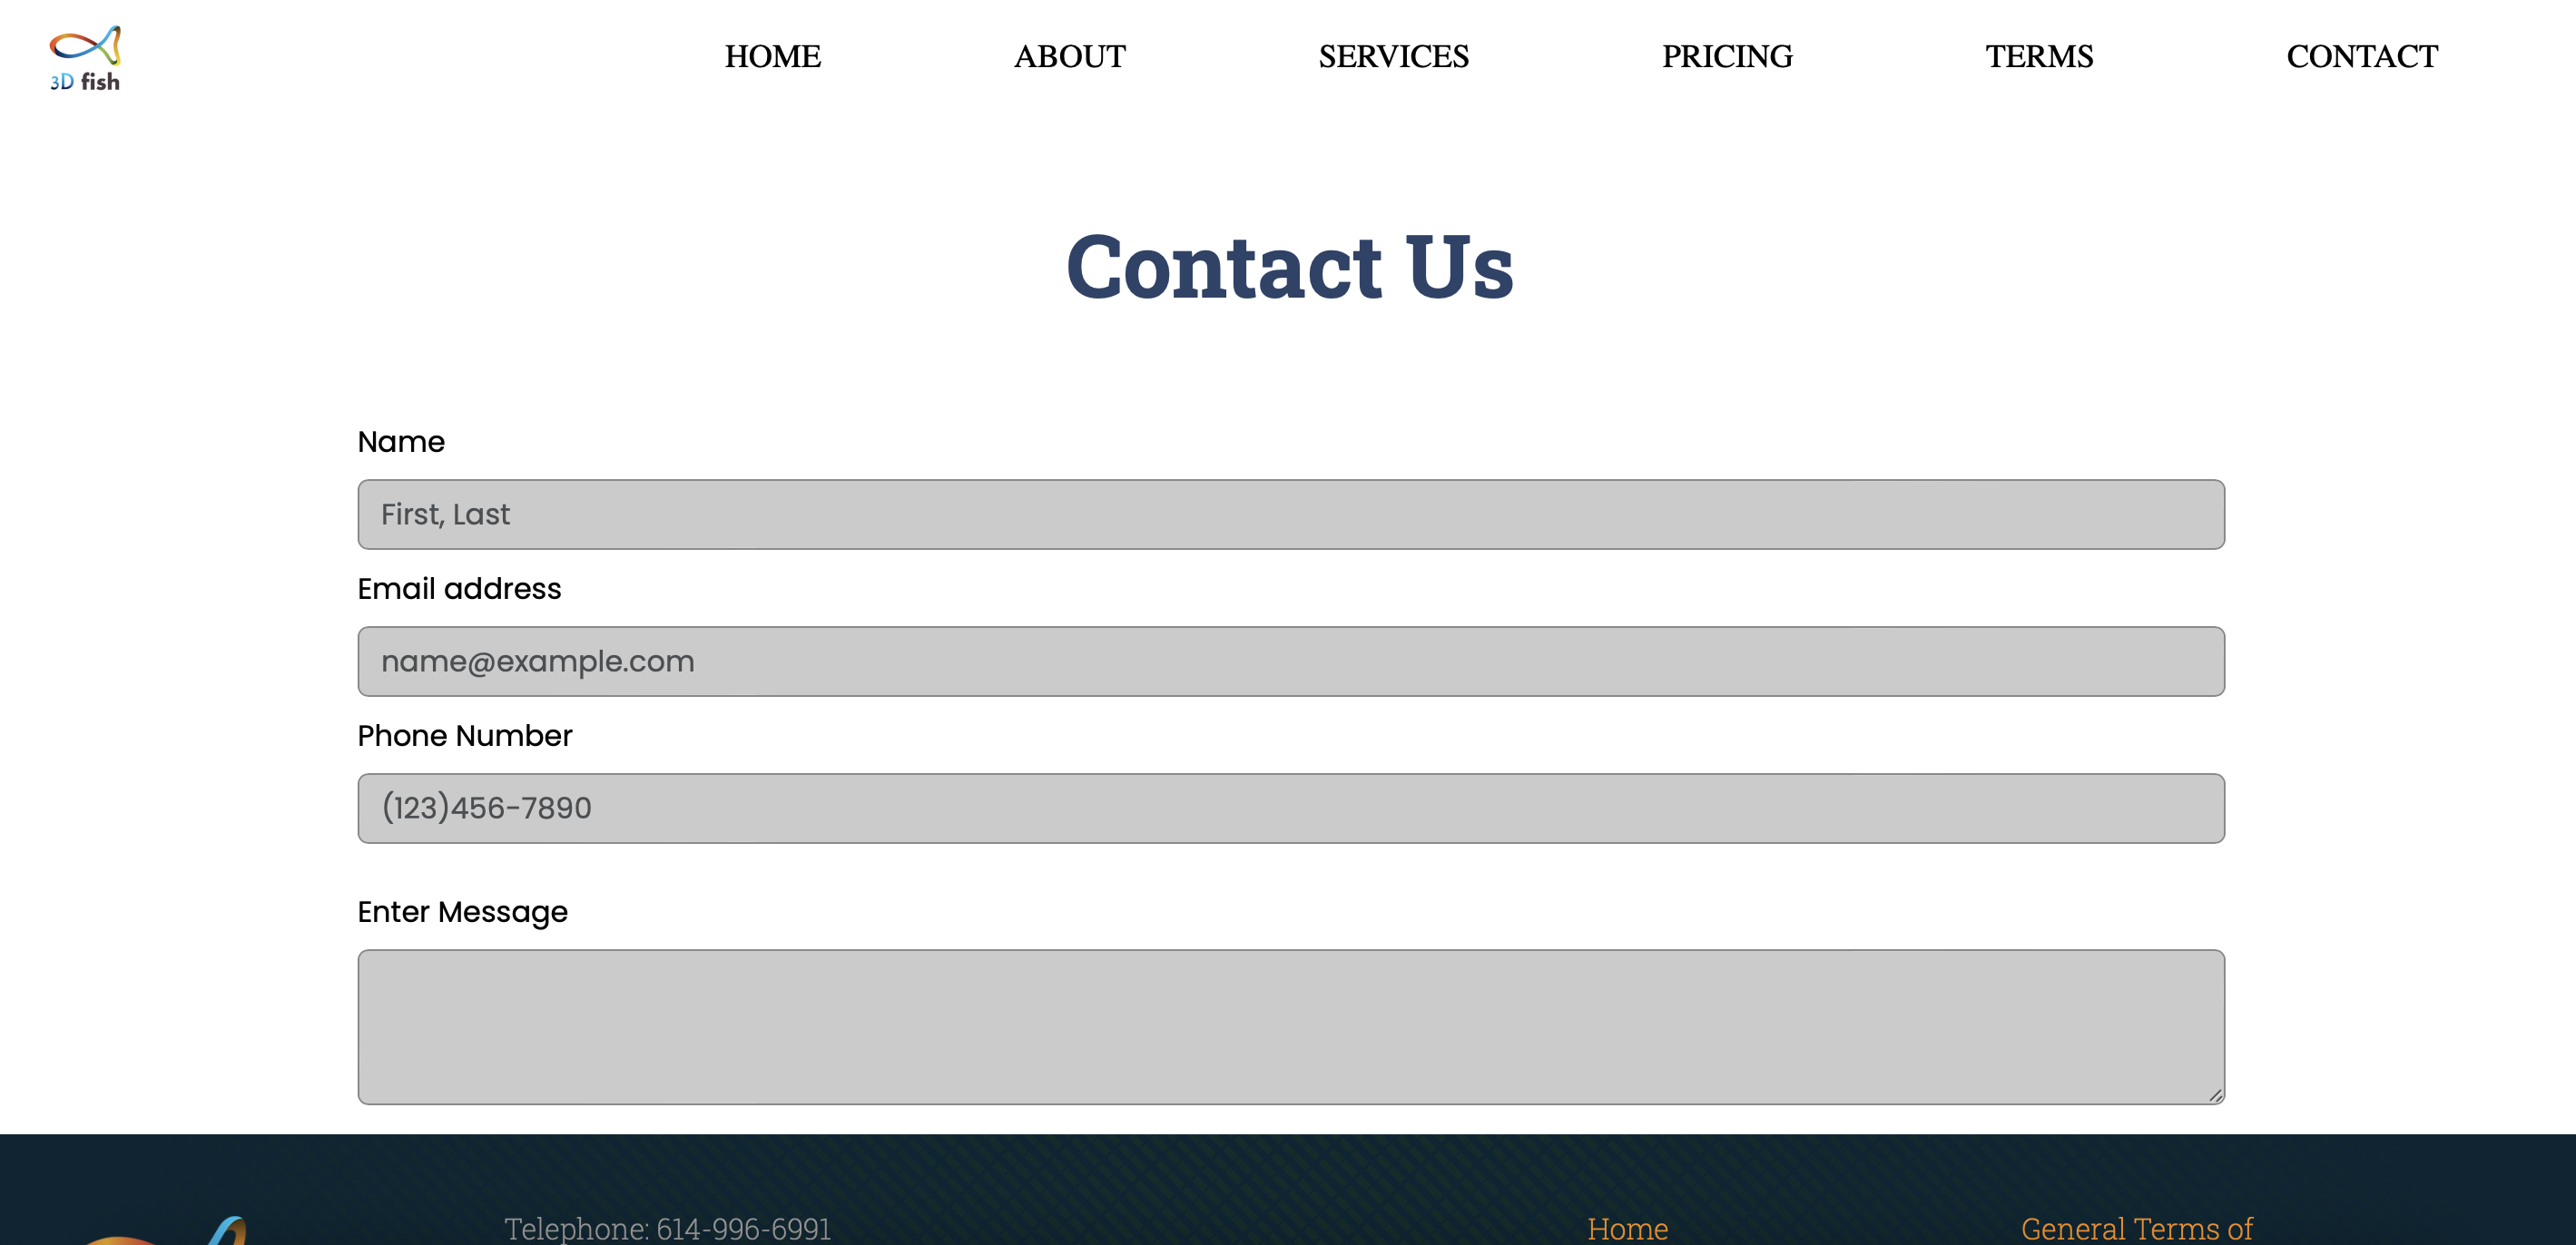 3D fish
HOME ABOUT SERVICES PRICING TERMS CONTACT
Contact Us
Name
First, Last
Email address
name@example.com
Phone Number
(123)456-7890
Enter Message
Telephone: 614-996-6991 Home General Terms of